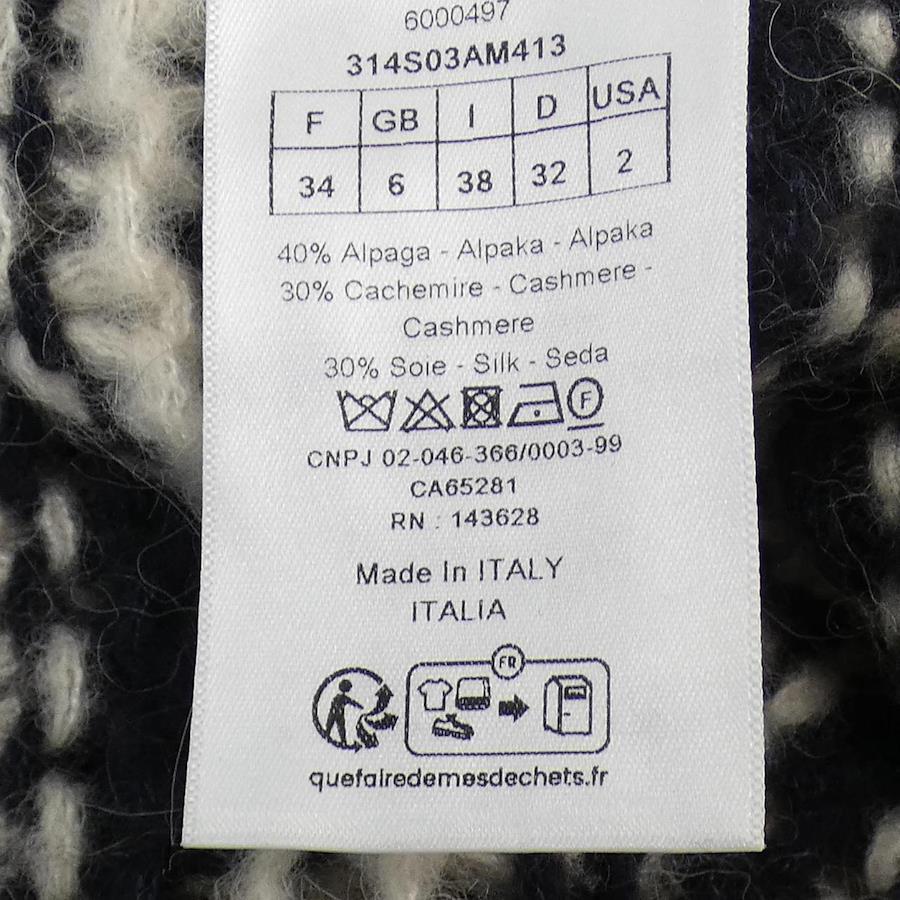 6000497
314S03AM413
F GB I D USA
34 6 38 32 2
40% Alpaga - Alpaka - Alpaka
30% Cachemire - Cashmere -
Cashmere
30% Soie - Silk - Seda
F
CNPJ 02-046-366/0003-99
CA65281
RN : 143628
Made In ITALY
ITALIA
FR
quefairedemesdechets.fr